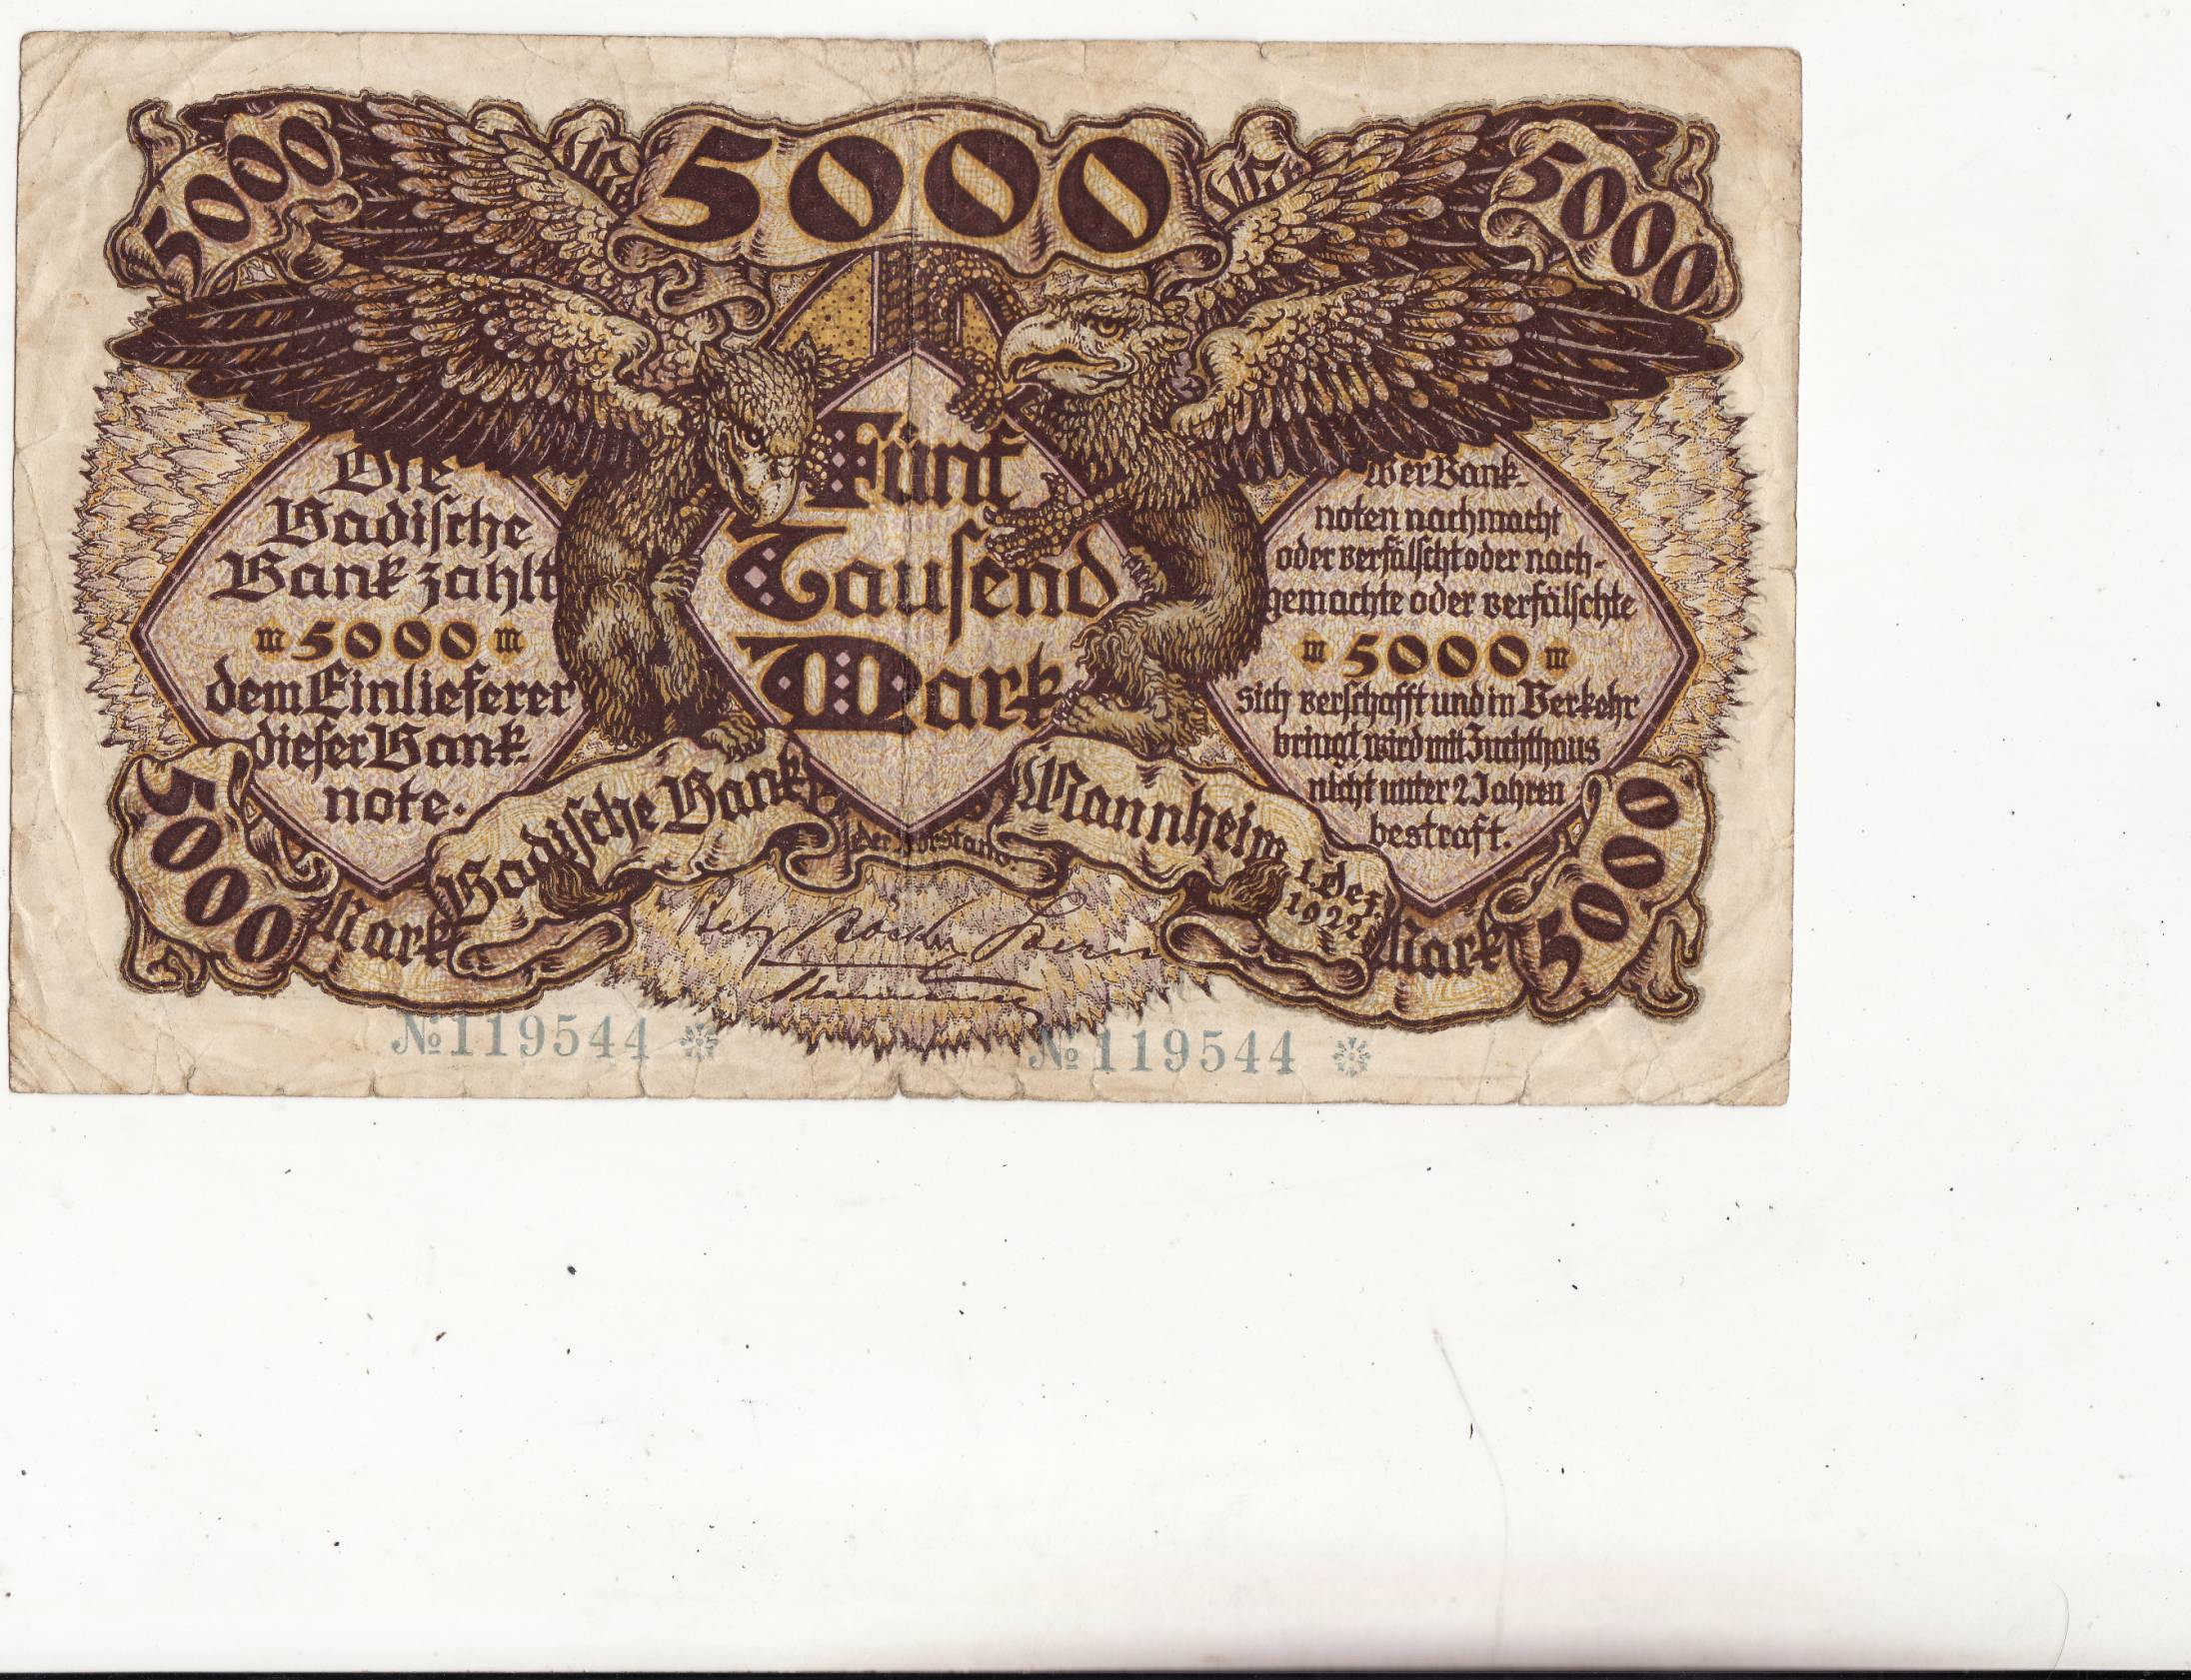 5000
5000
5000
Fünf
Tausend
Mark
Die
Badische
Bank zahlt
m 5000 m
dem Einlieferer
dieser Bank-
note.
Wer Bank-
noten nachmacht
oder verfälscht oder nach-
gemachte oder verfälschte
m 5000 m
sich verschafft und in Verkehr
bringt, wird mit Zuchthaus
nicht unter 2 Jahren
bestraft.
Badische Bank
Mannheim
1. Dez.
1922
der Vorstand.
5000
Mark
Mark
5000
№ 119544 *
№ 119544 *